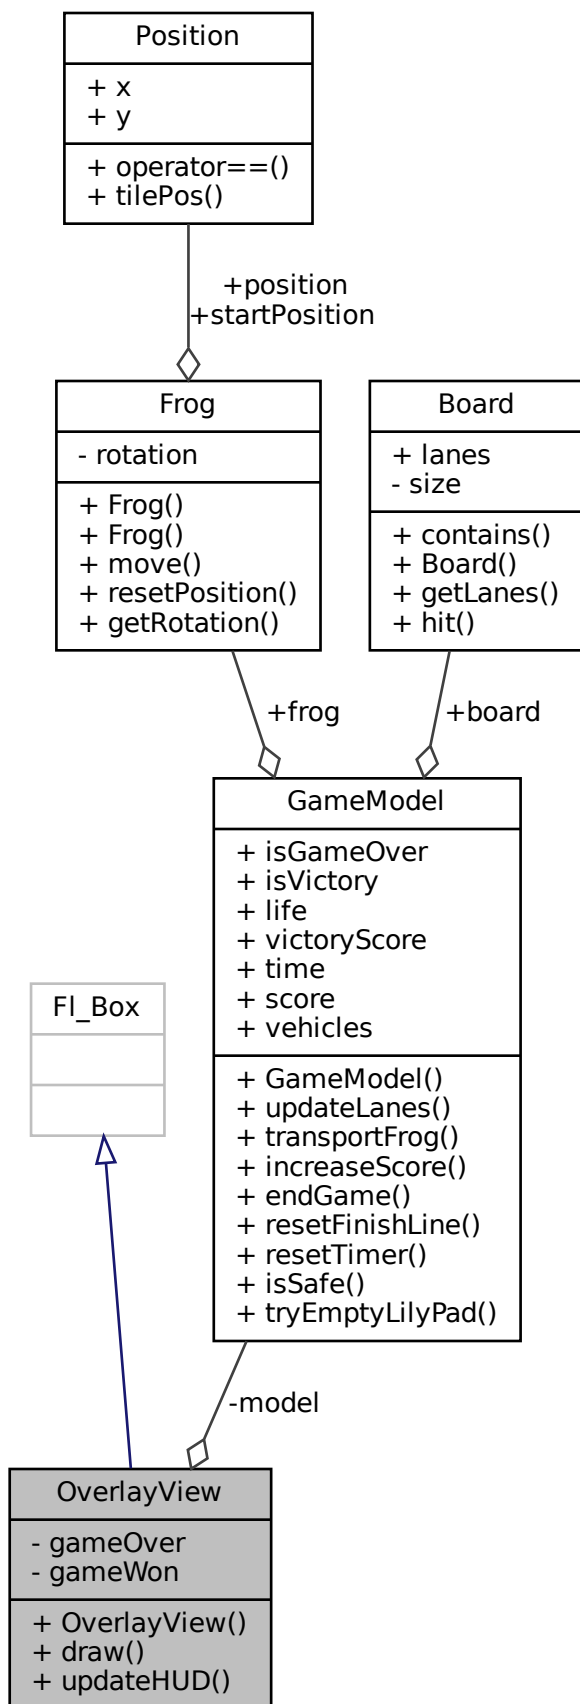 Position
+ x
+ y
+ operator==()
+ tilePos()
+position
+startPosition
Frog
- rotation
+ Frog()
+ Frog()
+ move()
+ resetPosition()
+ getRotation()
Board
+ lanes
- size
+ contains()
+ Board()
+ getLanes()
+ hit()
+frog
+board
GameModel
+ isGameOver
+ isVictory
+ life
+ victoryScore
+ time
+ score
+ vehicles
+ GameModel()
+ updateLanes()
+ transportFrog()
+ increaseScore()
+ endGame()
+ resetFinishLine()
+ resetTimer()
+ isSafe()
+ tryEmptyLilyPad()
Fl_Box
-model
OverlayView
- gameOver
- gameWon
+ OverlayView()
+ draw()
+ updateHUD()